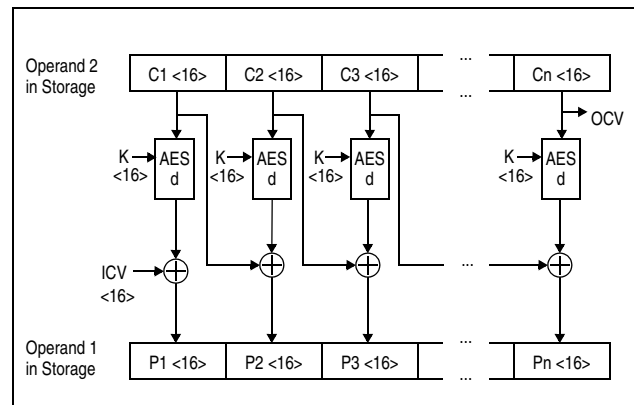 ...
Operand 2 C1 <16> C2 <16> C3 <16> Cn <16>
in Storage
...
OCV
AES AES AES AES
K K K K
<16> d <16> d <16> d <16> d
ICV ...
<16>
...
Operand 1 P1 <16> P2 <16> P3 <16> Pn <16>
in Storage
...